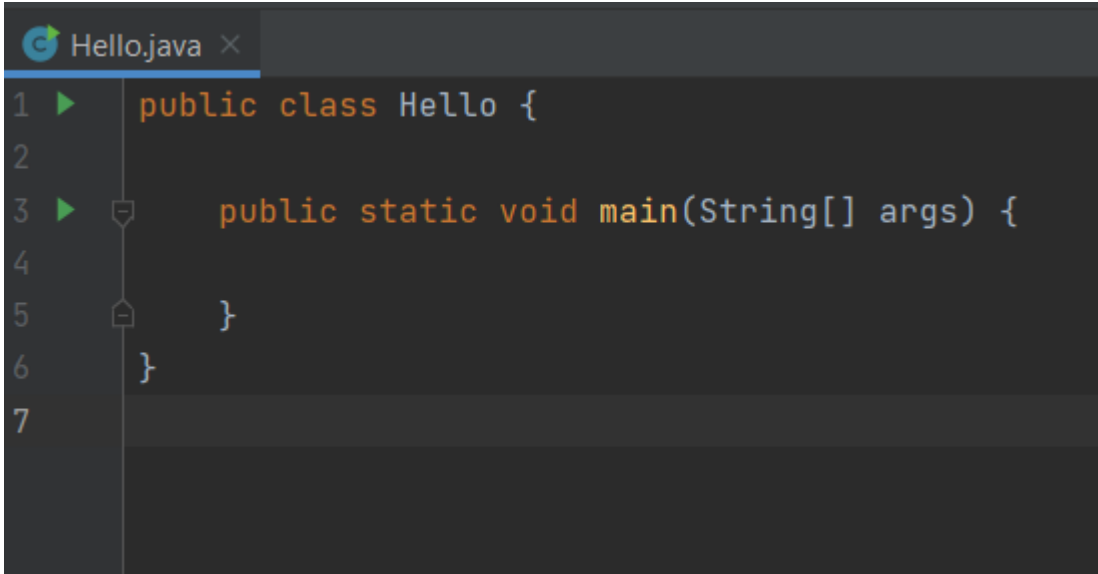 Hello.java
1 public class Hello {
2
3     public static void main(String[] args) {
4
5     }
6 }
7